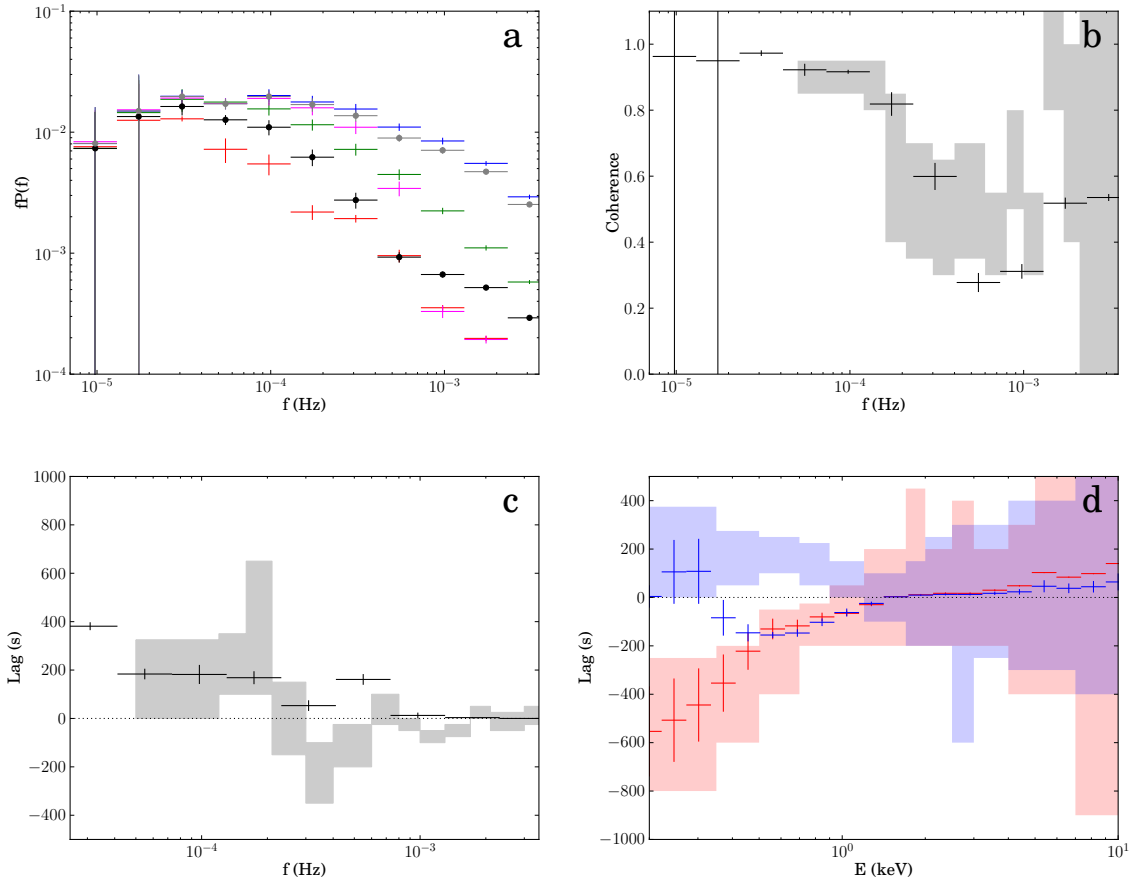 a
fP(f)
10⁻¹
10⁻²
10⁻³
10⁻⁴
10⁻⁵ 10⁻⁴ 10⁻³
f (Hz)
b
Coherence
1.0
0.8
0.6
0.4
0.2
0.0
10⁻⁵ 10⁻⁴ 10⁻³
f (Hz)
c
Lag (s)
1000
800
600
400
200
0
−200
−400
10⁻⁴ 10⁻³
f (Hz)
d
Lag (s)
400
200
0
−200
−400
−600
−800
−1000
10⁰ 10¹
E (keV)